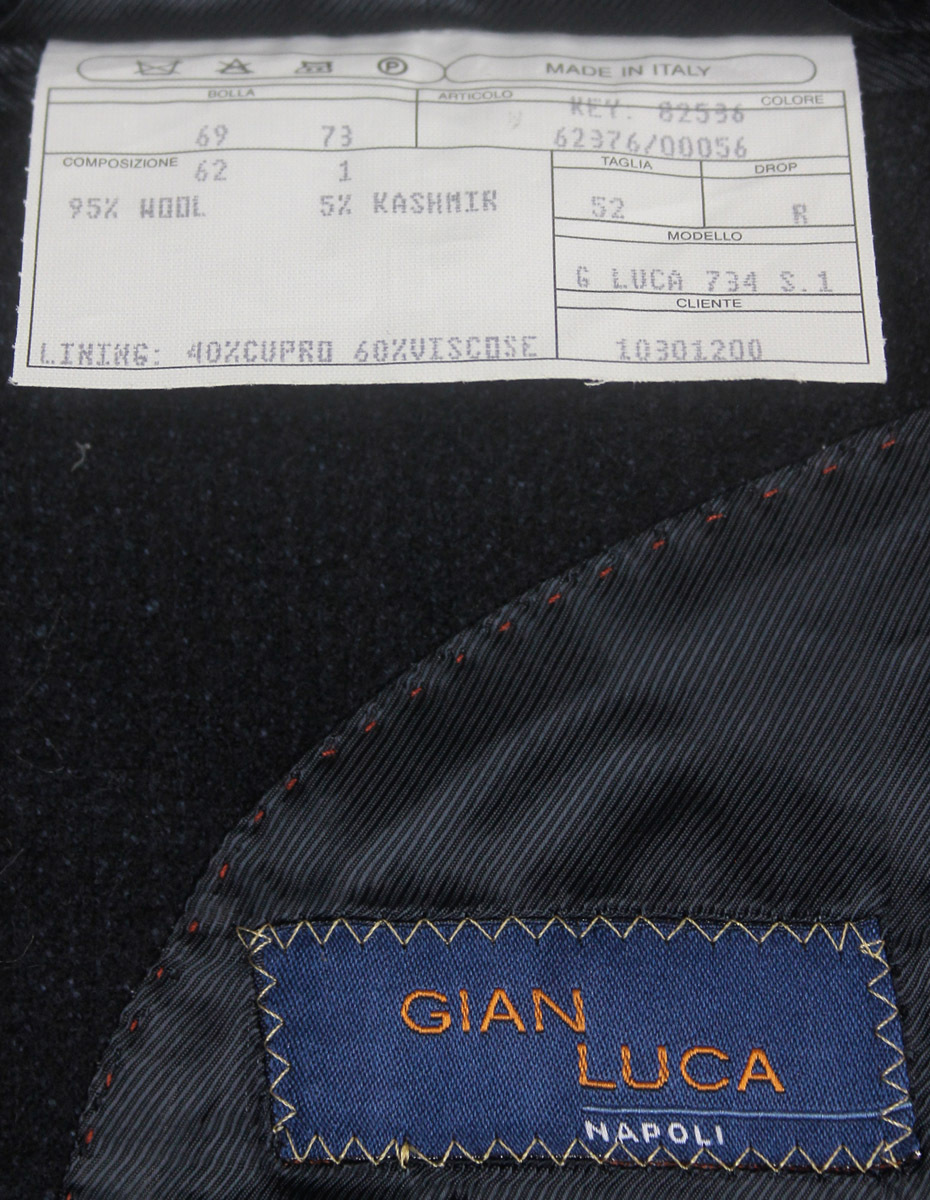 P MADE IN ITALY
BOLLA ARTICOLO COLORE
KEY. 82536
69 73 62376/00056
COMPOSIZIONE TAGLIA DROP
62 1
95% WOOL 5% KASHMIR 52 R
MODELLO
G LUCA 734 S.1
CLIENTE
LINING: 40%CUPRO 60%VISCOSE 10301200
GIAN
LUCA
NAPOLI